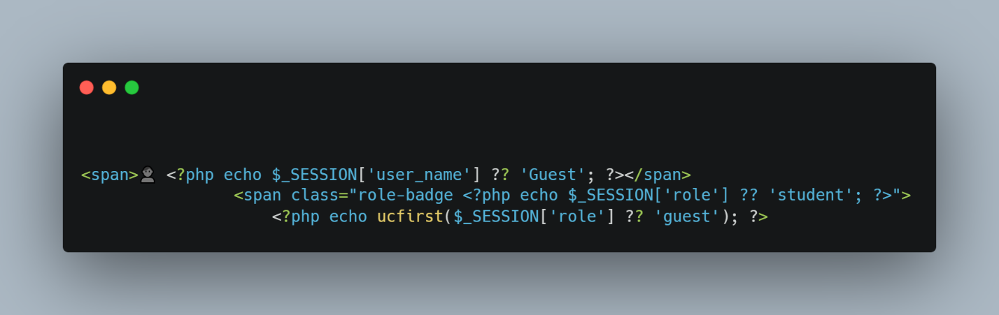 <span>👤 <?php echo $_SESSION['user_name'] ?? 'Guest'; ?></span>
<span class="role-badge <?php echo $_SESSION['role'] ?? 'student'; ?>">
<?php echo ucfirst($_SESSION['role'] ?? 'guest'); ?>